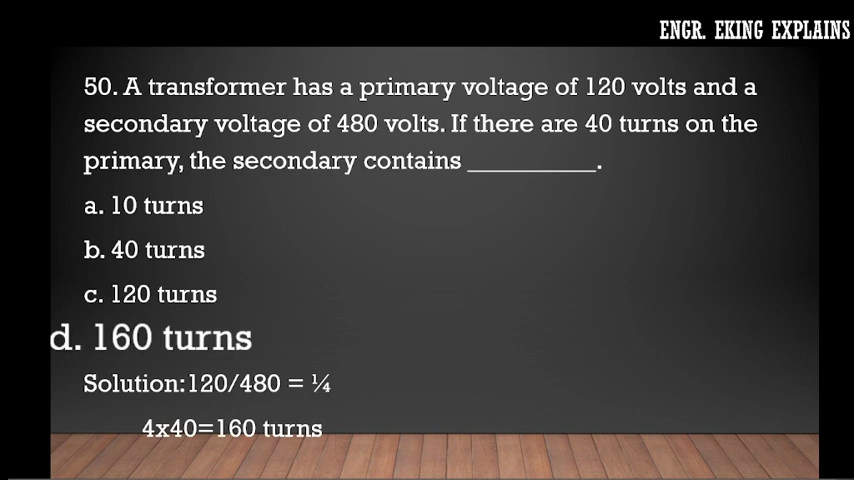 ENGR. EKING EXPLAINS
50. A transformer has a primary voltage of 120 volts and a
secondary voltage of 480 volts. If there are 40 turns on the
primary, the secondary contains __________.
a. 10 turns
b. 40 turns
c. 120 turns
d. 160 turns
Solution:120/480 = ¼
4x40=160 turns